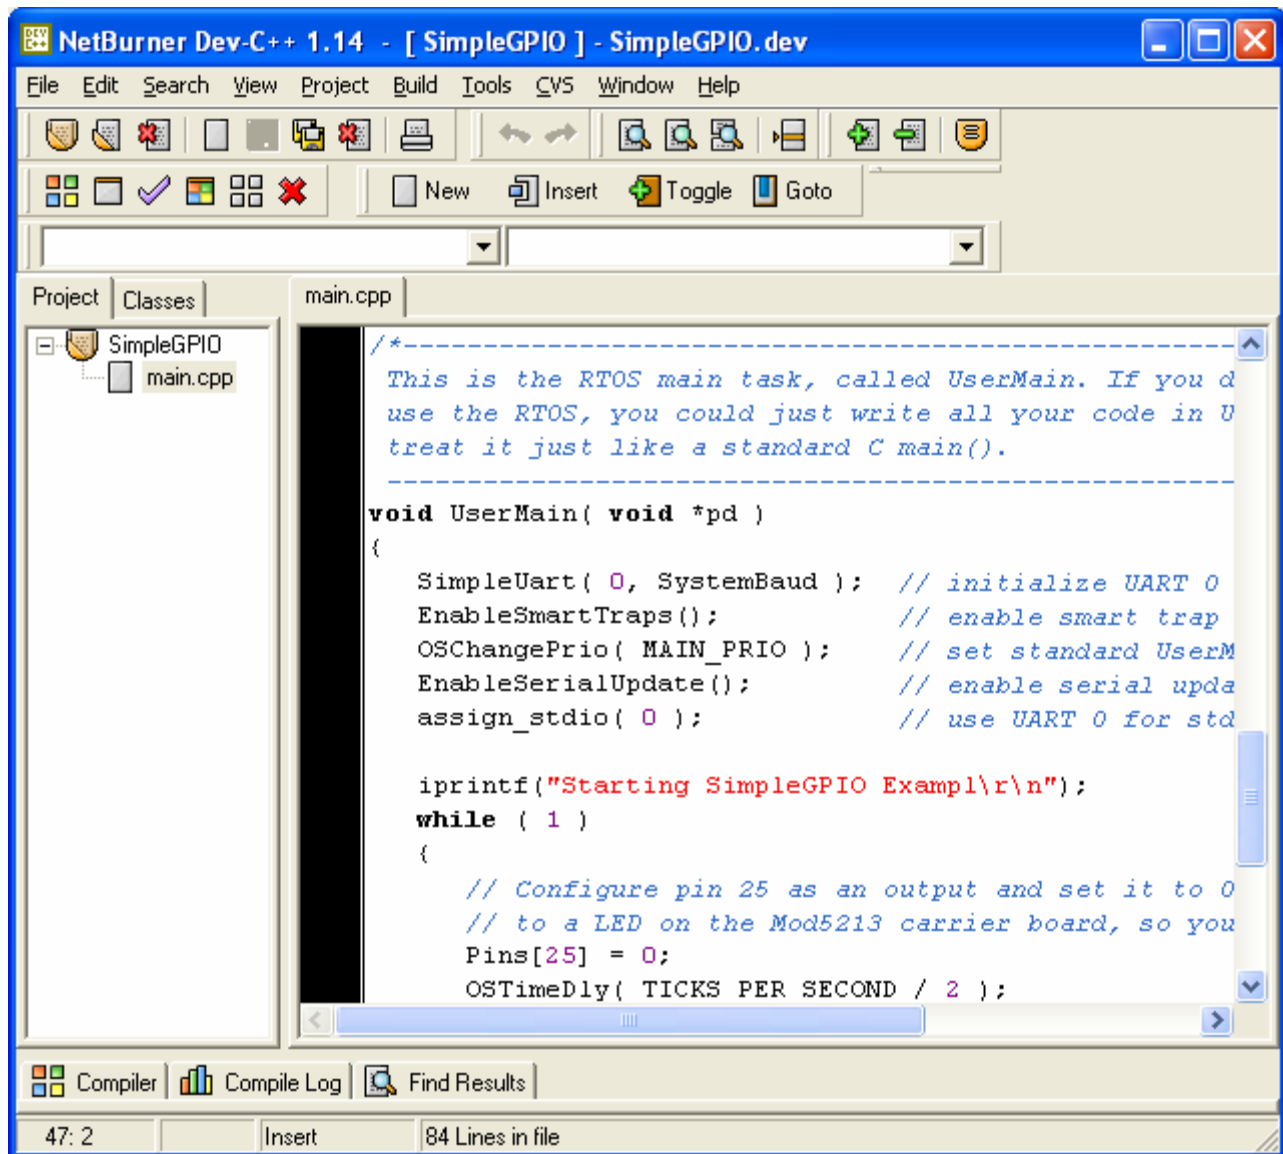 NetBurner Dev-C++ 1.14 - [ SimpleGPIO ] - SimpleGPIO.dev
File Edit Search View Project Build Tools CVS Window Help
New Insert Toggle Goto
Project Classes main.cpp
SimpleGPIO
main.cpp
/*----------------------------------------------------
This is the RTOS main task, called UserMain. If you d
use the RTOS, you could just write all your code in U
treat it just like a standard C main().
-----------------------------------------------------
void UserMain( void *pd )
{
SimpleUart( 0, SystemBaud ); // initialize UART 0
EnableSmartTraps(); // enable smart trap
OSChangePrio( MAIN_PRIO ); // set standard UserM
EnableSerialUpdate(); // enable serial upda
assign_stdio( 0 ); // use UART 0 for std
iprintf("Starting SimpleGPIO Exampl\r\n");
while ( 1 )
{
// Configure pin 25 as an output and set it to 0
// to a LED on the Mod5213 carrier board, so you
Pins[25] = 0;
OSTimeDly( TICKS PER SECOND / 2 );
Compiler Compile Log Find Results
47: 2 Insert 84 Lines in file